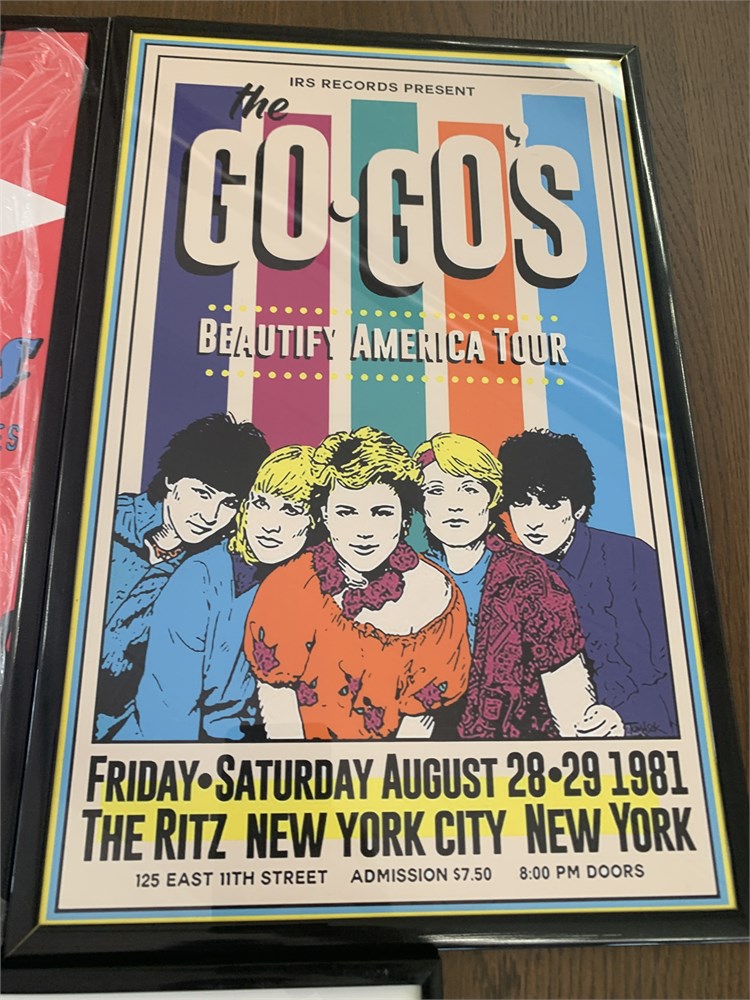 IRS RECORDS PRESENT
the
GO-GO'S
BEAUTIFY AMERICA TOUR
FRIDAY•SATURDAY AUGUST 28•29 1981
THE RITZ NEW YORK CITY NEW YORK
125 EAST 11TH STREET ADMISSION $7.50 8:00 PM DOORS
ES